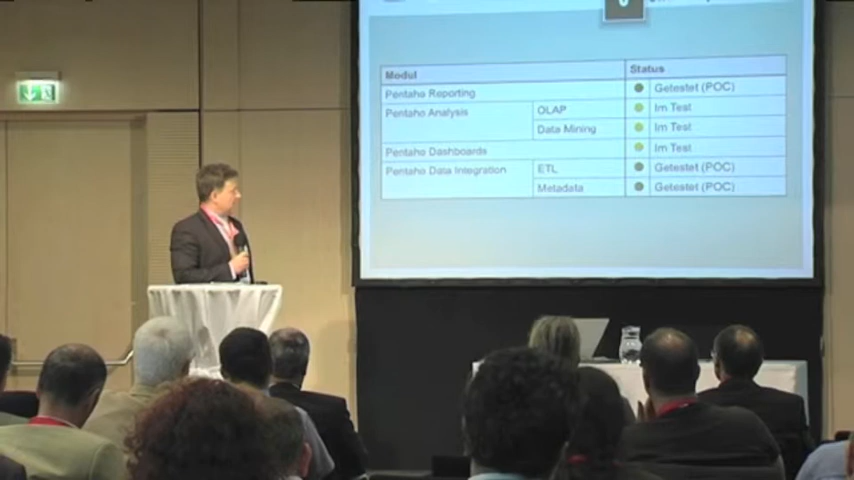 Modul Status
Pentaho Reporting Getestet (POC)
Pentaho Analysis OLAP Im Test
Data Mining Im Test
Pentaho Dashboards Im Test
Pentaho Data Integration ETL Getestet (POC)
Metadata Getestet (POC)